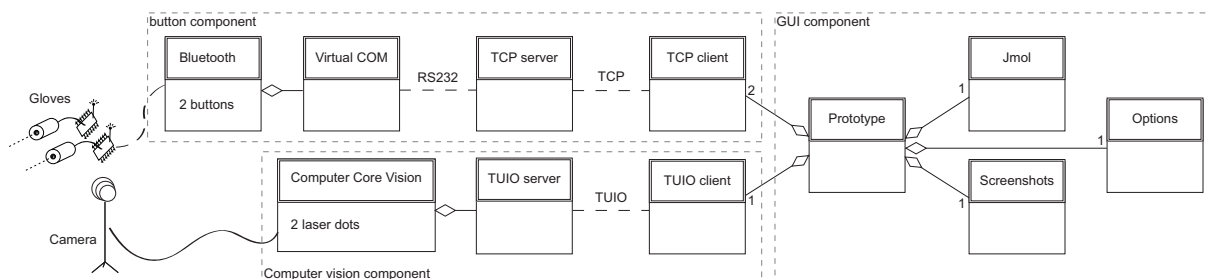 button component
GUI component
Bluetooth
Virtual COM
TCP server
TCP client
Jmol
RS232
TCP
2 buttons
Gloves
2
1
Prototype
Options
1
Computer Core Vision
TUIO server
TUIO client
Screenshots
TUIO
2 laser dots
1
1
Camera
Computer vision component